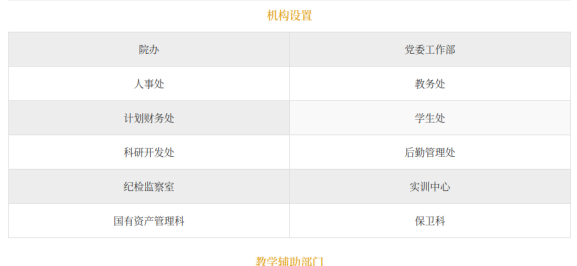 机构设置
院办 党委工作部
人事处 教务处
计划财务处 学生处
科研开发处 后勤管理处
纪检监察室 实训中心
国有资产管理科 保卫科
教学辅助部门